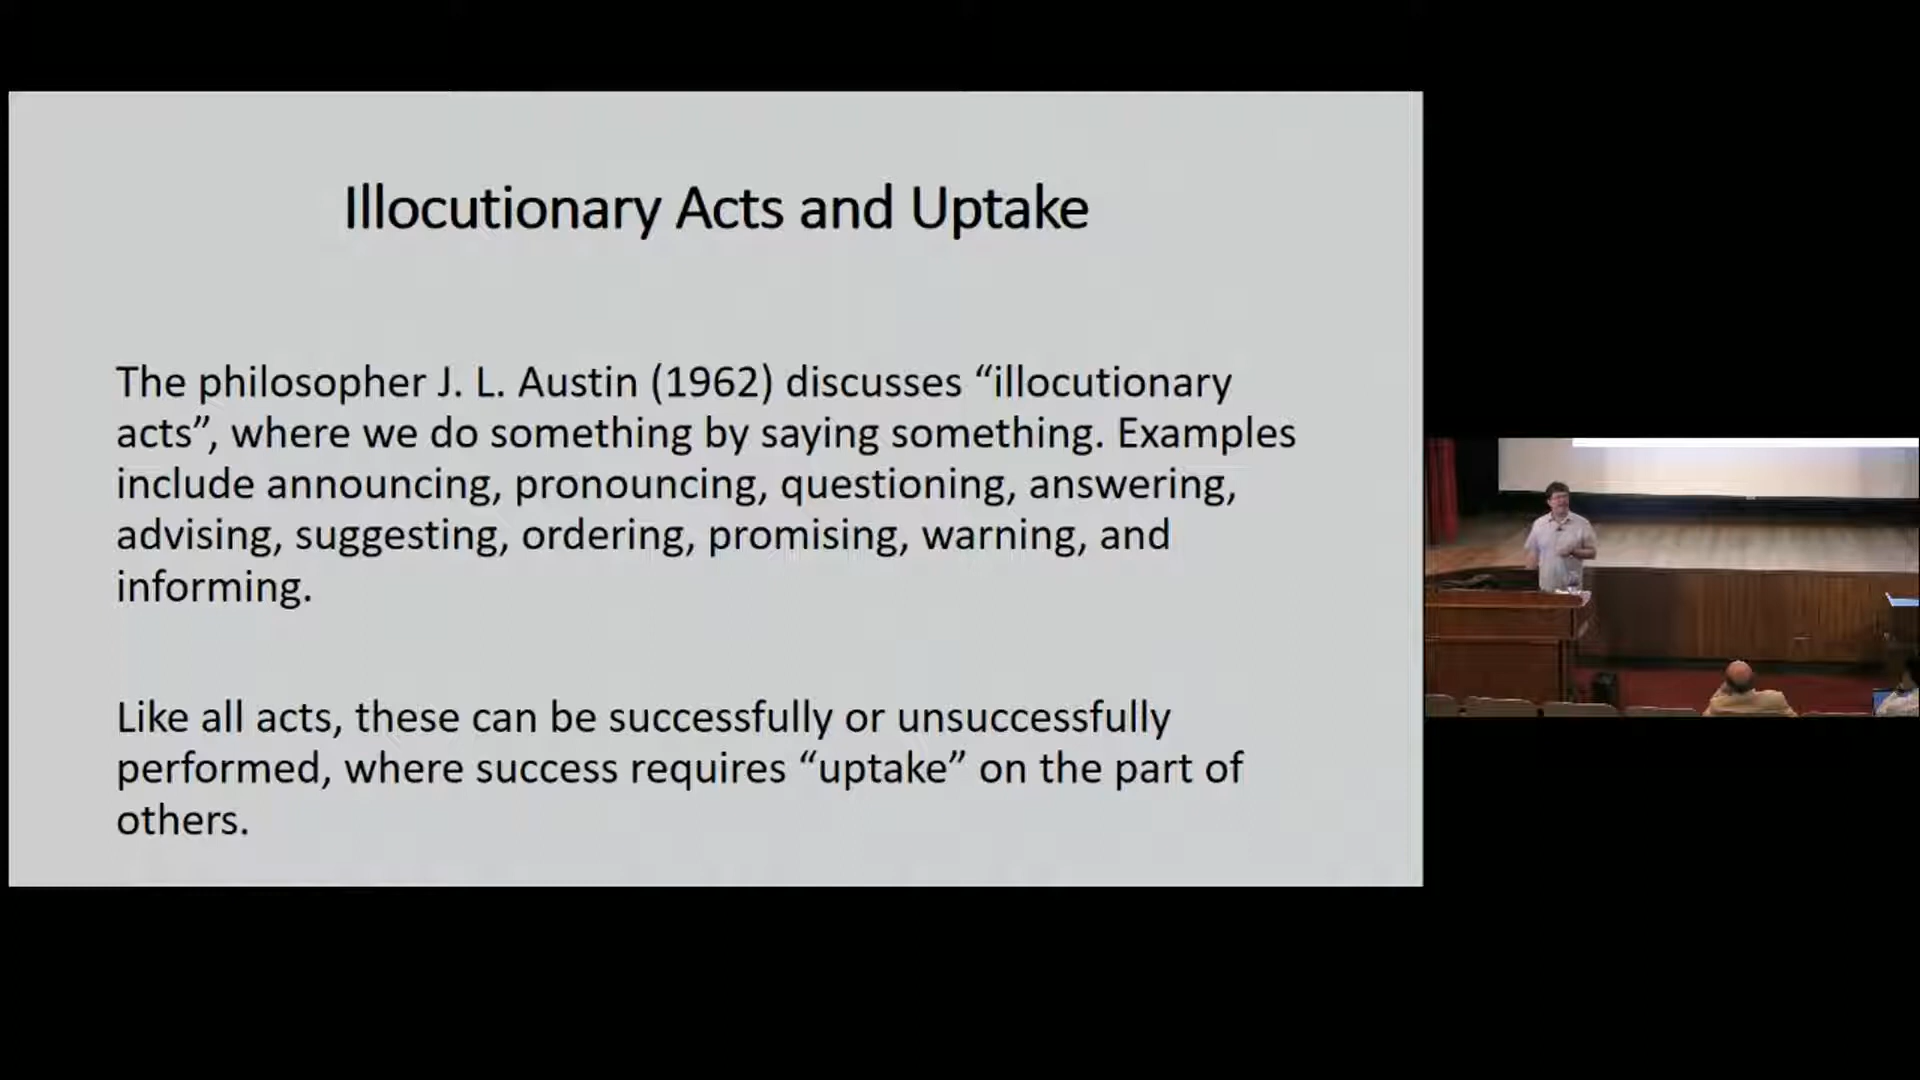 Illocutionary Acts and Uptake
The philosopher J. L. Austin (1962) discusses “illocutionary
acts”, where we do something by saying something. Examples
include announcing, pronouncing, questioning, answering,
advising, suggesting, ordering, promising, warning, and
informing.
Like all acts, these can be successfully or unsuccessfully
performed, where success requires “uptake” on the part of
others.